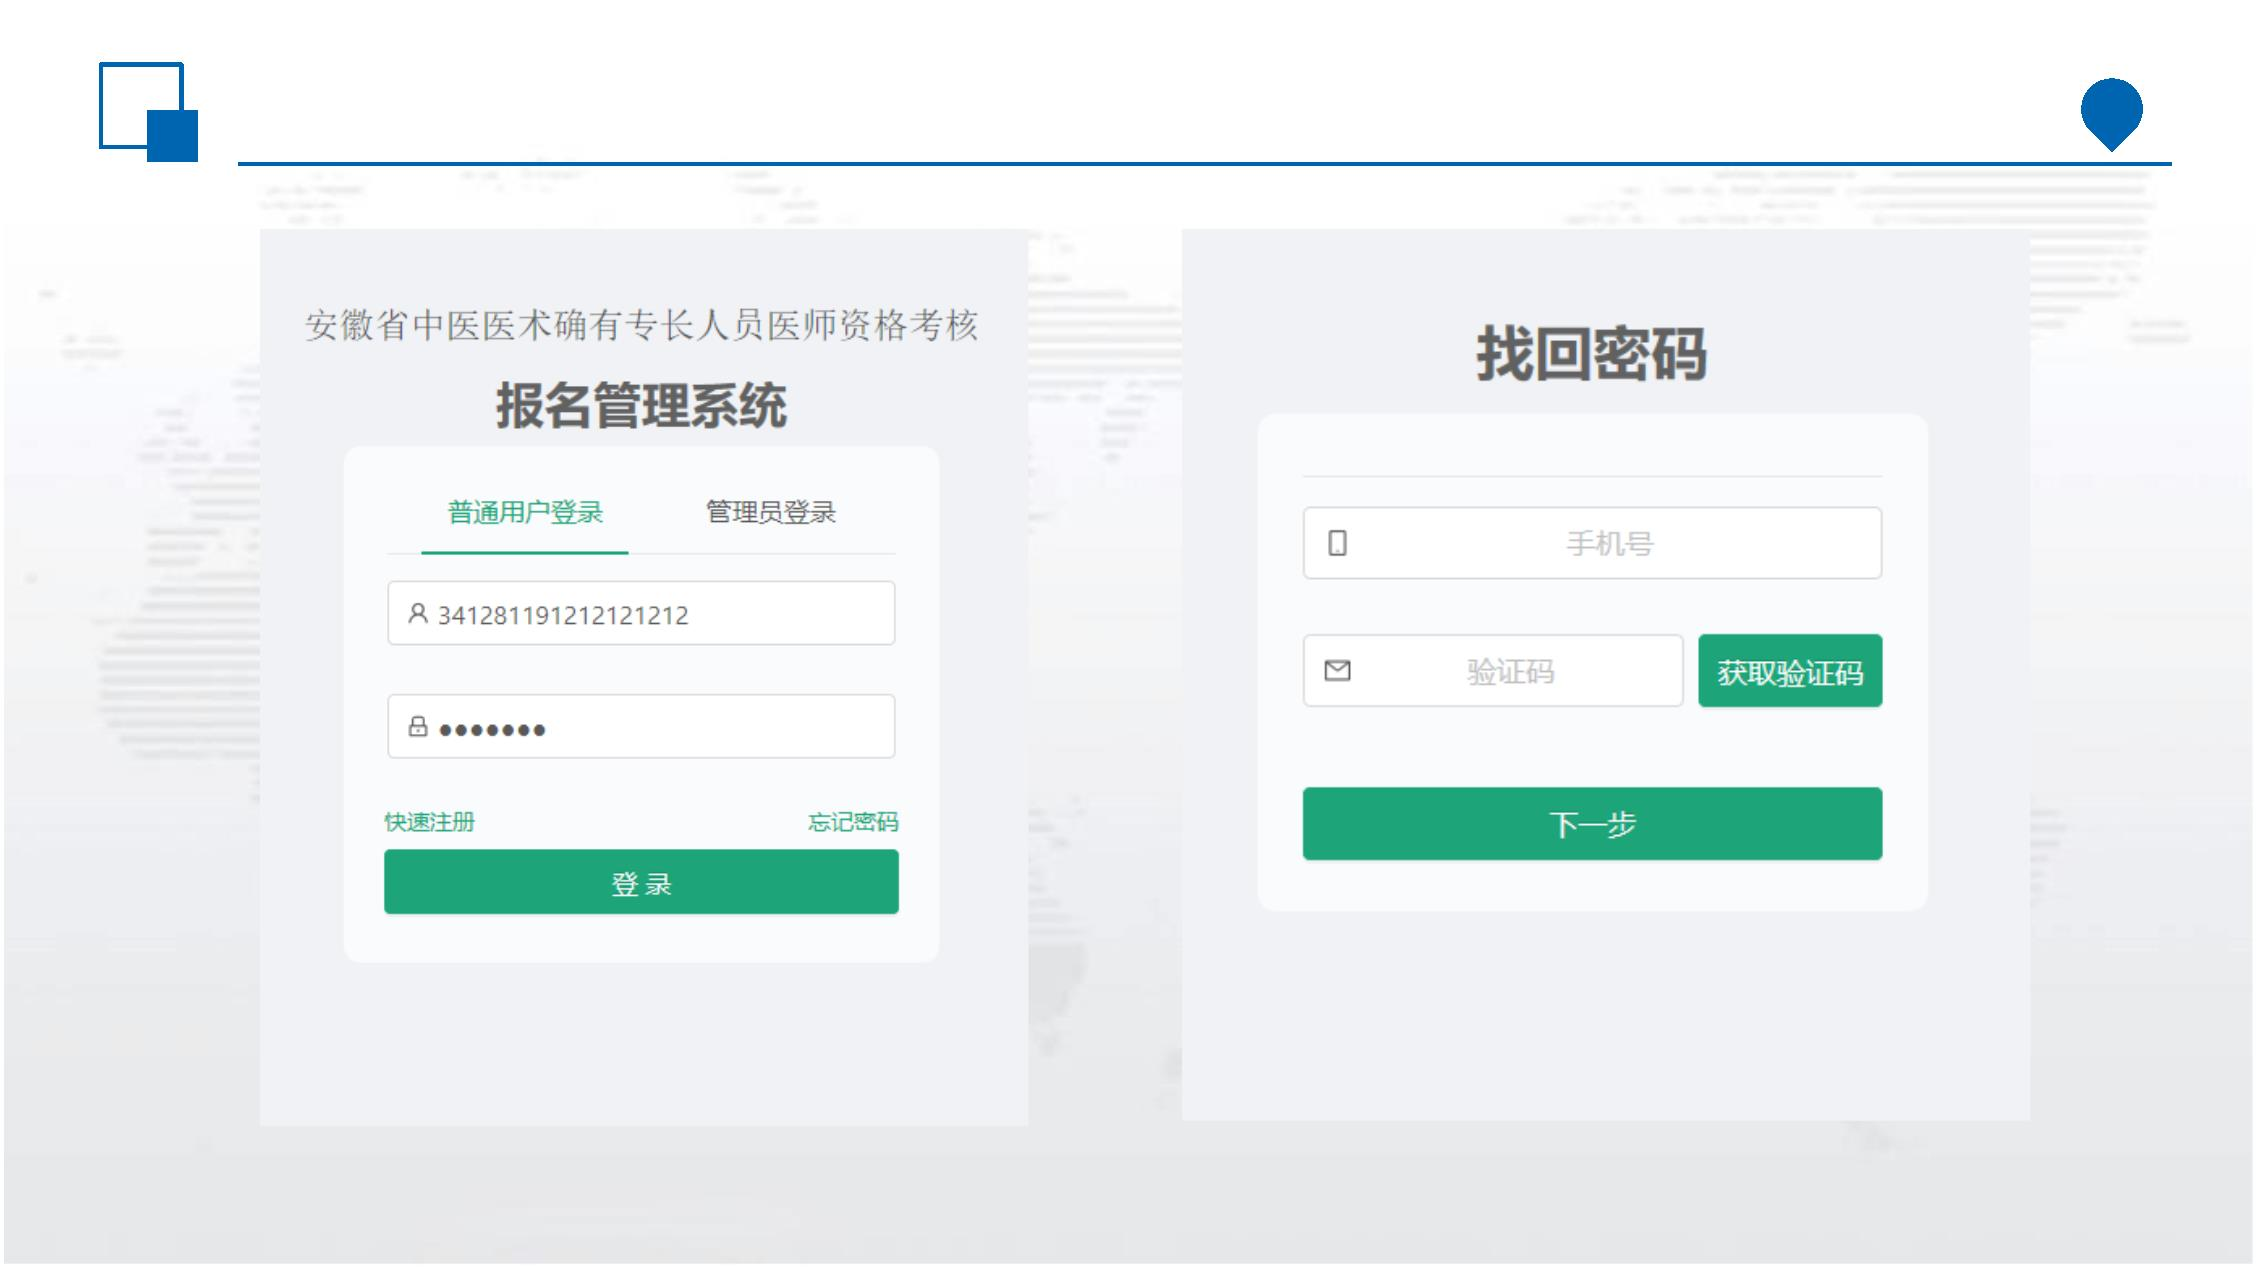 安徽省中医医术确有专长人员医师资格考核
报名管理系统
普通用户登录 管理员登录
341281191212121212
●●●●●●●
快速注册 忘记密码
登 录
找回密码
手机号
验证码 获取验证码
下一步